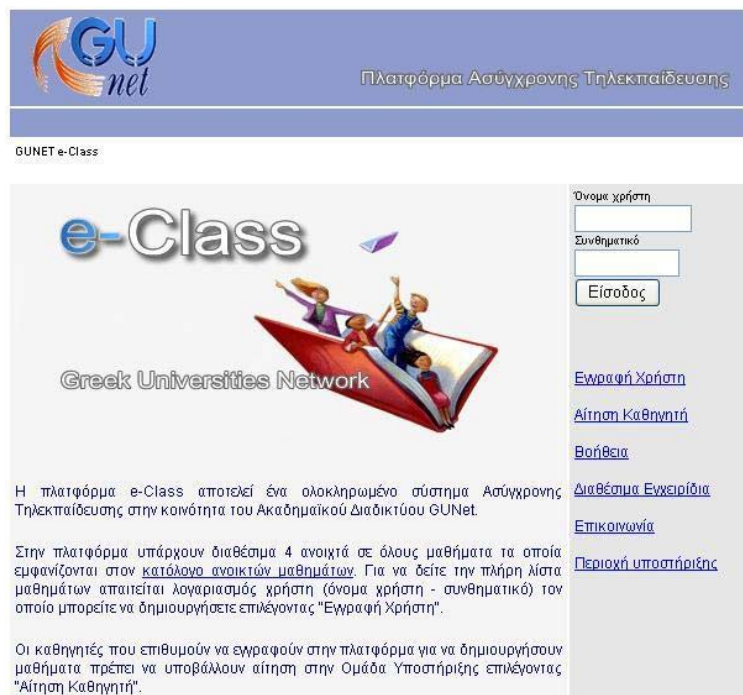 GU
net
Πλατφόρμα Ασύγχρονης Τηλεκπαίδευσης
GUNET e-Class
e-Class
Greek Universities Network
Η πλατφόρμα e-Class αποτελεί ένα ολοκληρωμένο σύστημα Ασύγχρονης
Τηλεκπαίδευσης στην κοινότητα του Ακαδημαϊκού Διαδικτύου GUNet.
Στην πλατφόρμα υπάρχουν διαθέσιμα 4 ανοιχτά σε όλους μαθήματα τα οποία
εμφανίζονται στον κατάλογο ανοικτών μαθημάτων. Για να δείτε την πλήρη λίστα
μαθημάτων απαιτείται λογαριασμός χρήστη (όνομα χρήστη - συνθηματικό) τον
οποίο μπορείτε να δημιουργήσετε επιλέγοντας "Εγγραφή Χρήστη".
Οι καθηγητές που επιθυμούν να εγγραφούν στην πλατφόρμα για να δημιουργήσουν
μαθήματα πρέπει να υποβάλλουν αίτηση στην Ομάδα Υποστήριξης επιλέγοντας
"Αίτηση Καθηγητή".
Όνομα χρήστη
Συνθηματικό
Είσοδος
Εγγραφή Χρήστη
Αίτηση Καθηγητή
Βοήθεια
Διαθέσιμα Εγχειρίδια
Επικοινωνία
Περιοχή υποστήριξης